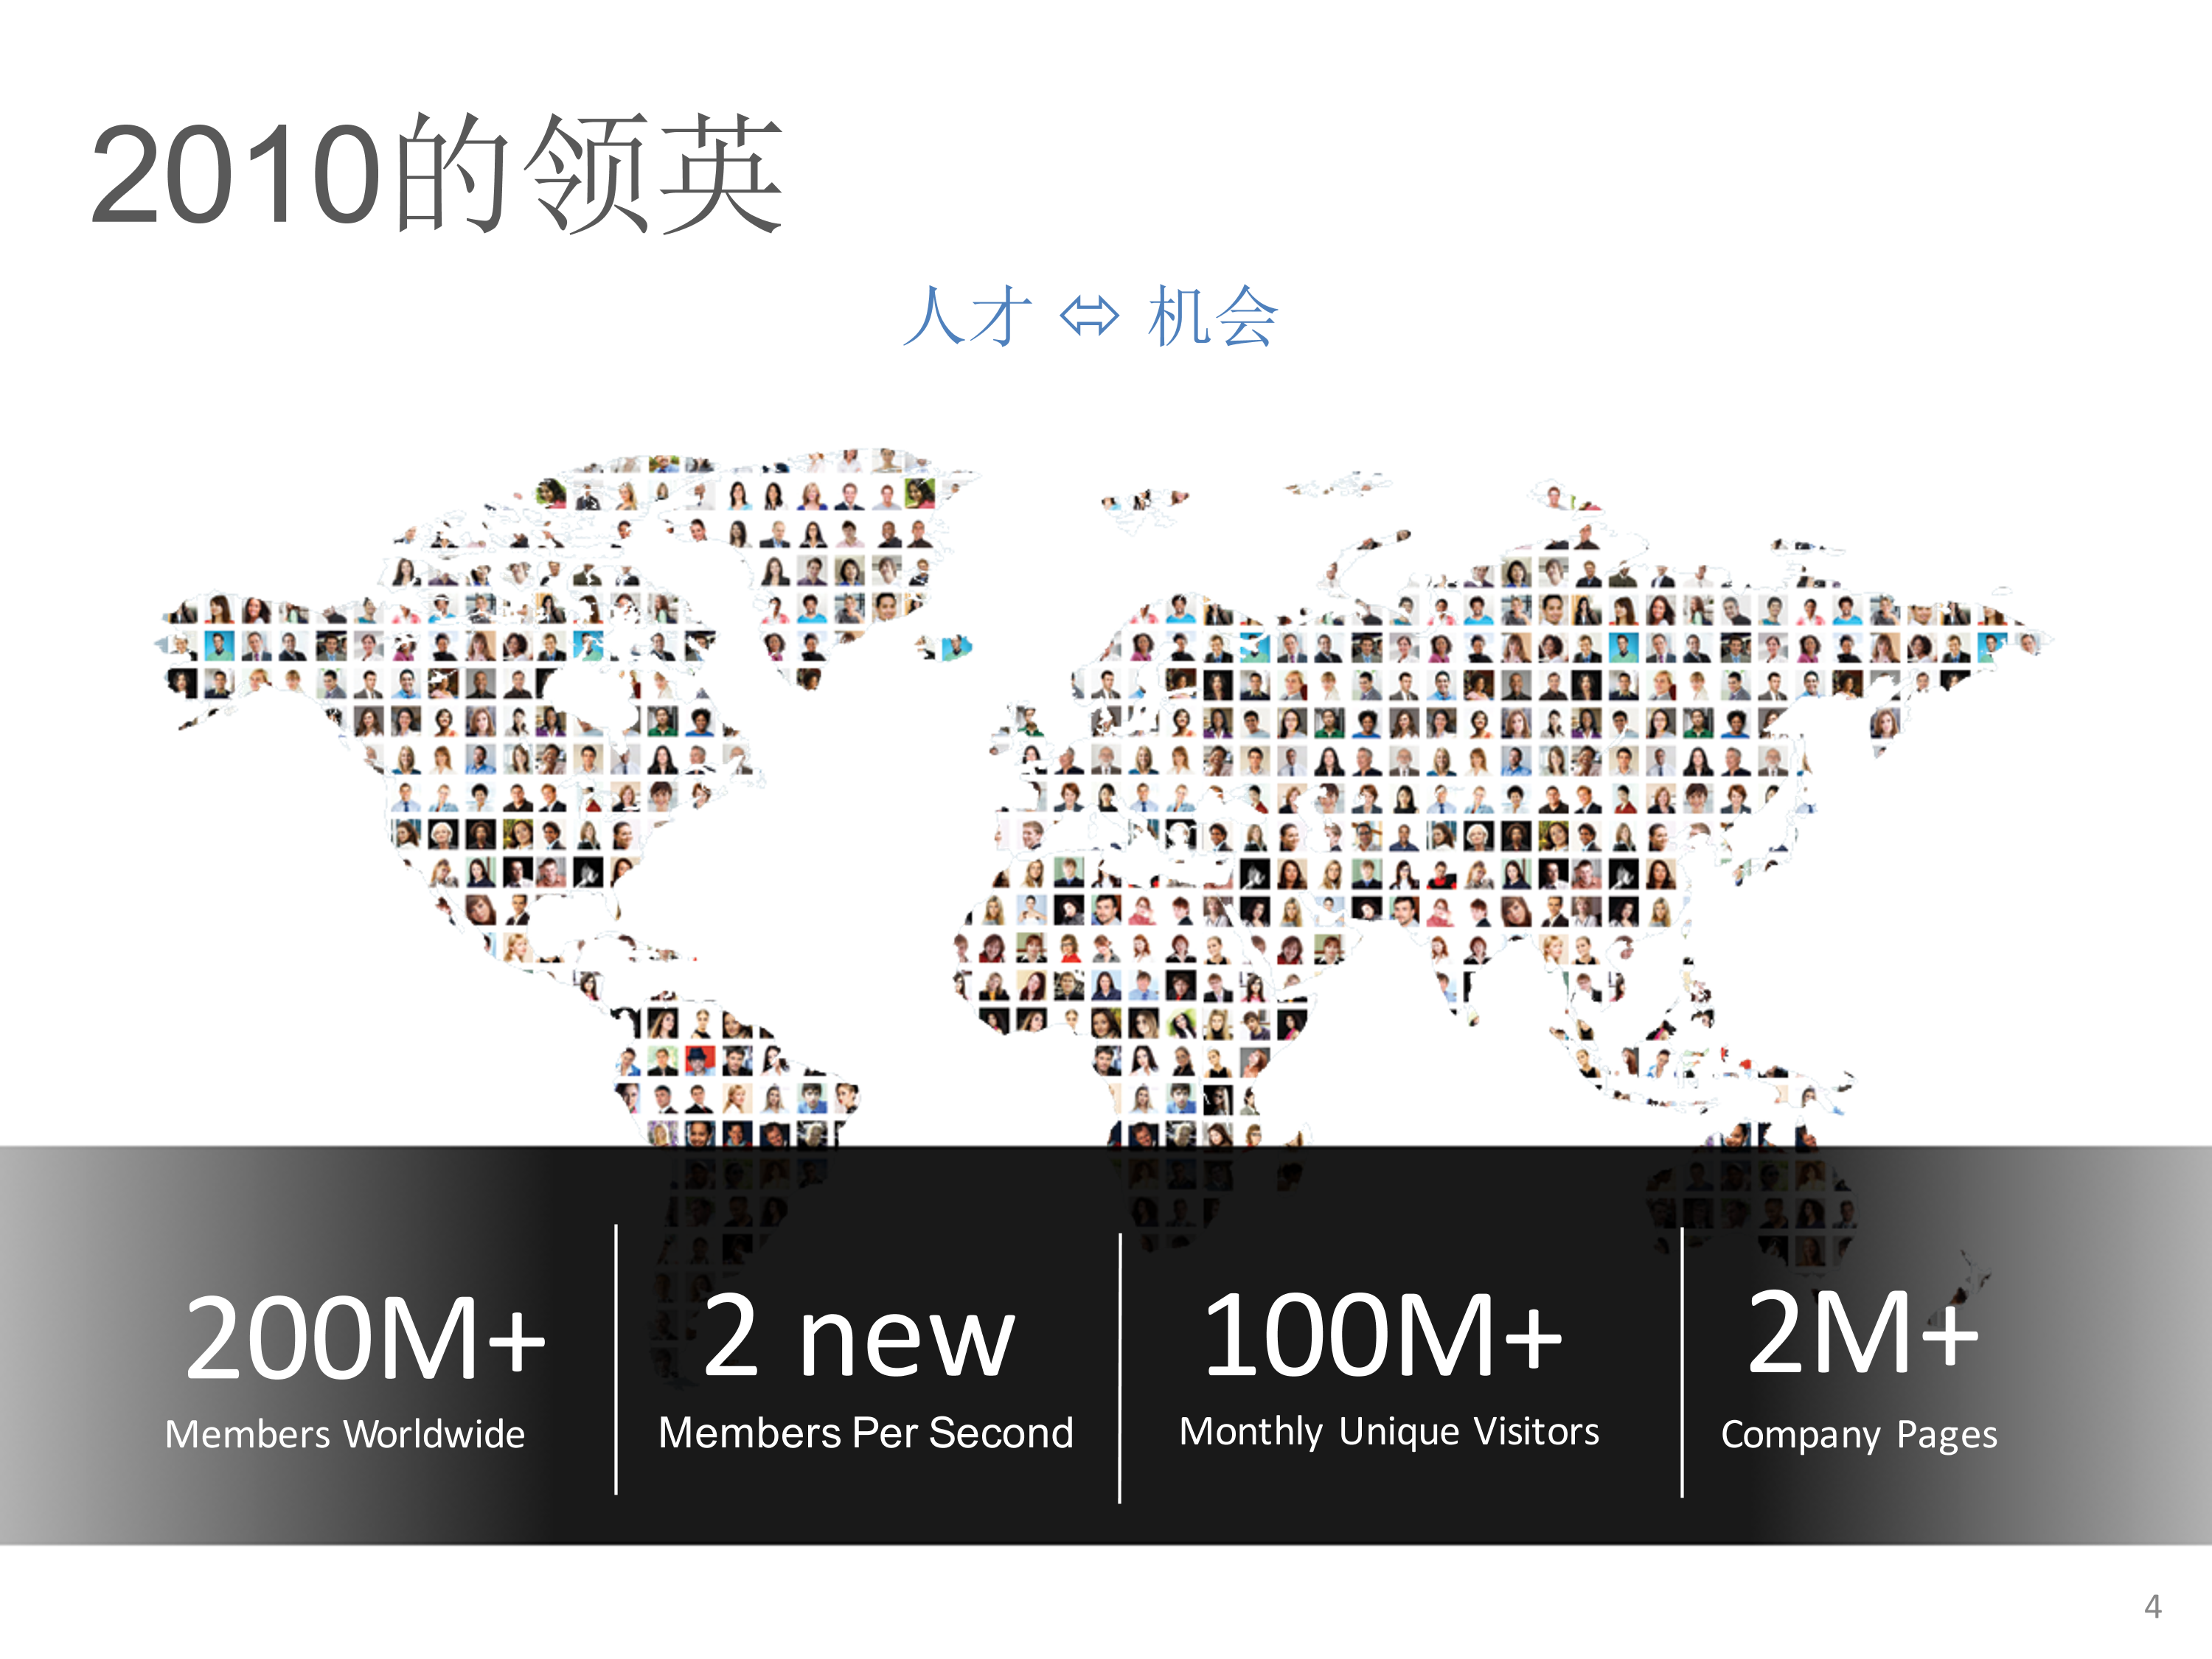 2010的领英
人才 ⬄ 机会
200M+
Members Worldwide
2 new
Members Per Second
100M+
Monthly Unique Visitors
2M+
Company Pages
4